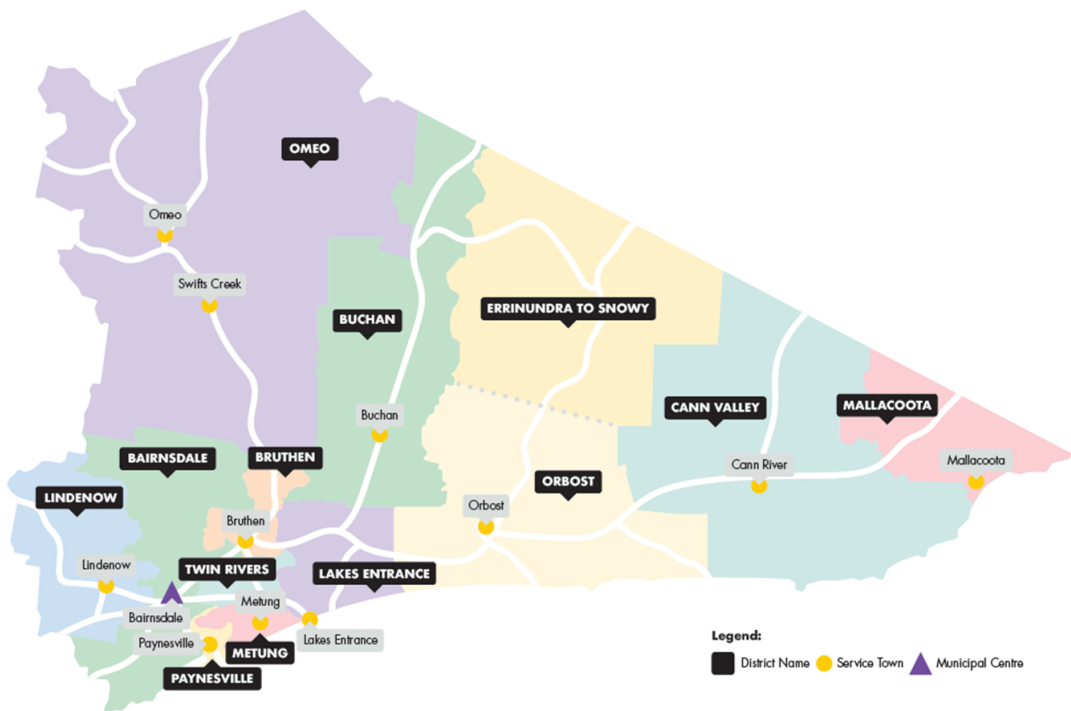 OMEO
Omeo
Swifts Creek
BUCHAN
ERRINUNDRA TO SNOWY
CANN VALLEY
MALLACOOTA
Buchan
BAIRNSDALE
BRUTHEN
Cann River
Mallacoota
LINDENOW
ORBOST
Orbost
Bruthen
Lindenow
TWIN RIVERS
LAKES ENTRANCE
Metung
Bairnsdale
Paynesville
Lakes Entrance
METUNG
PAYNESVILLE
Legend:
District Name
Service Town
Municipal Centre